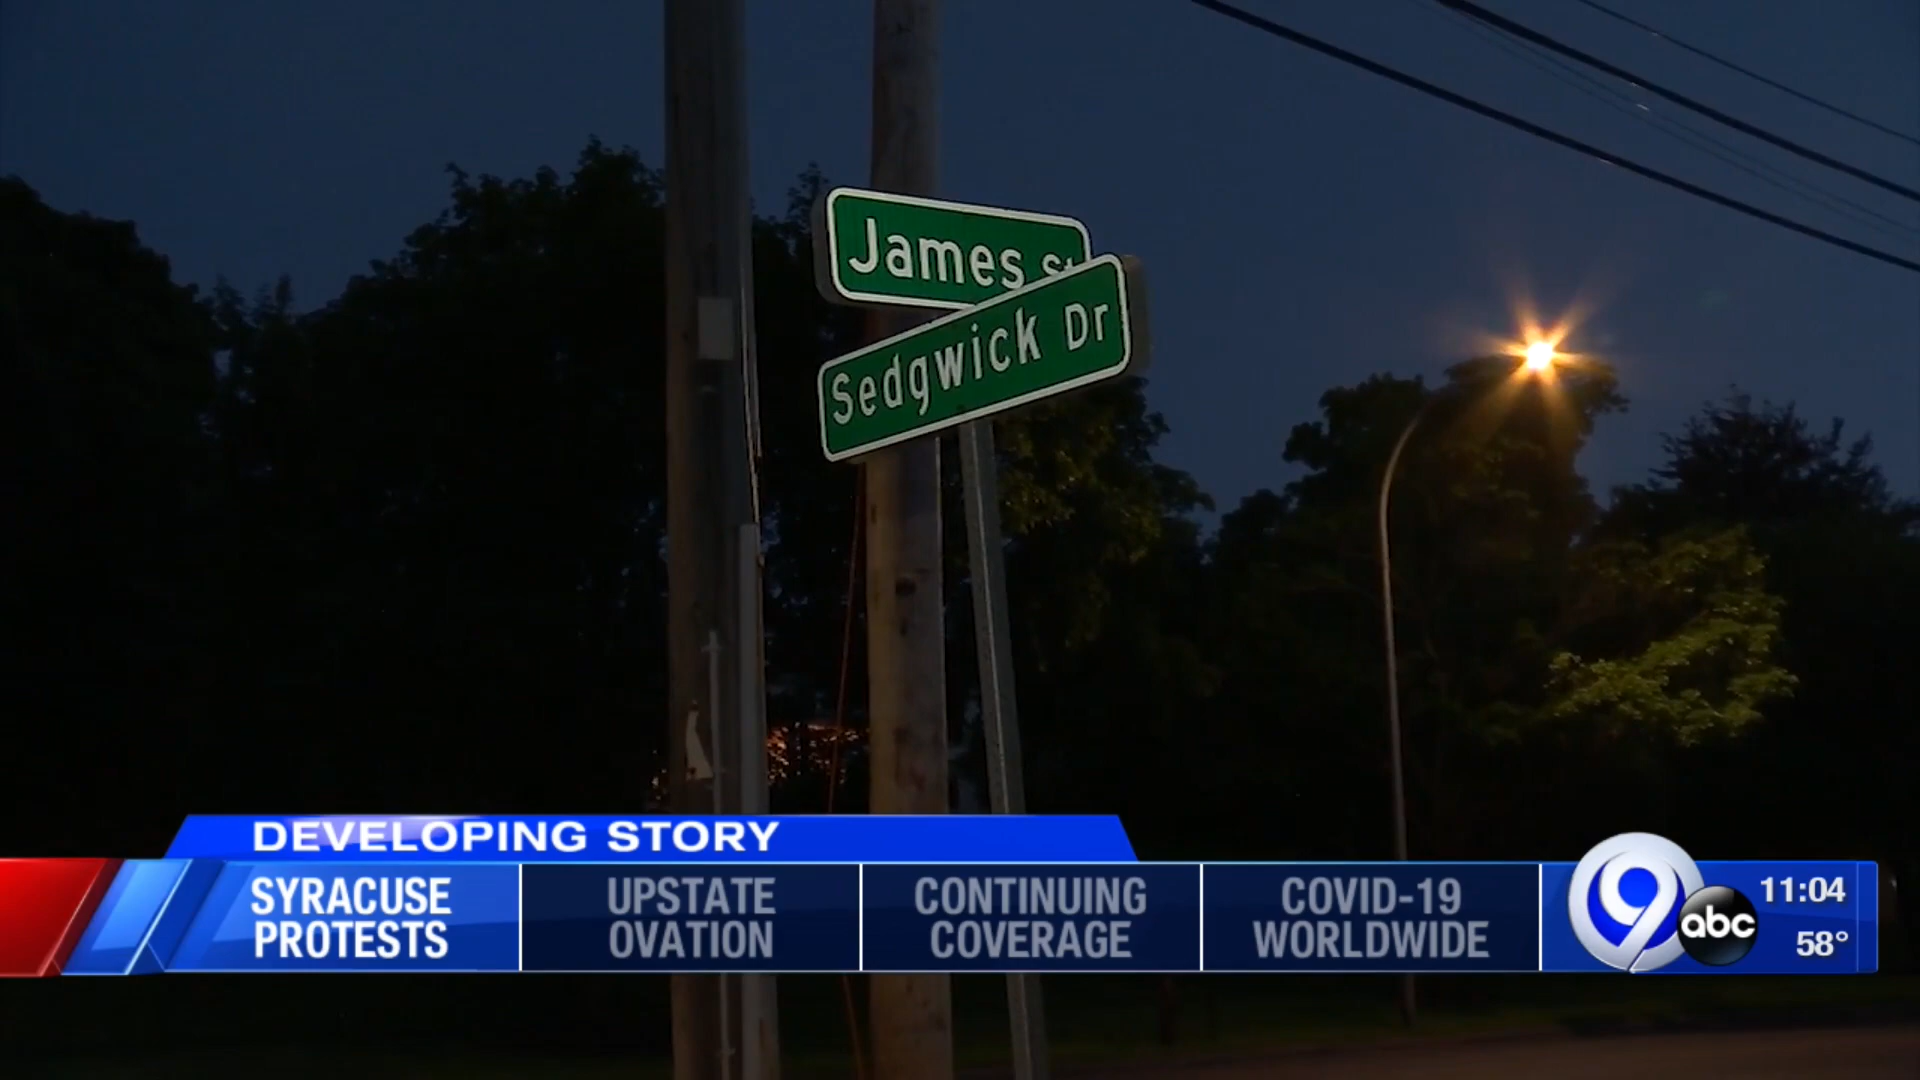 James St
Sedgwick Dr
DEVELOPING STORY
SYRACUSE
PROTESTS
UPSTATE
OVATION
CONTINUING
COVERAGE
COVID-19
WORLDWIDE
9
abc
11:04
58°